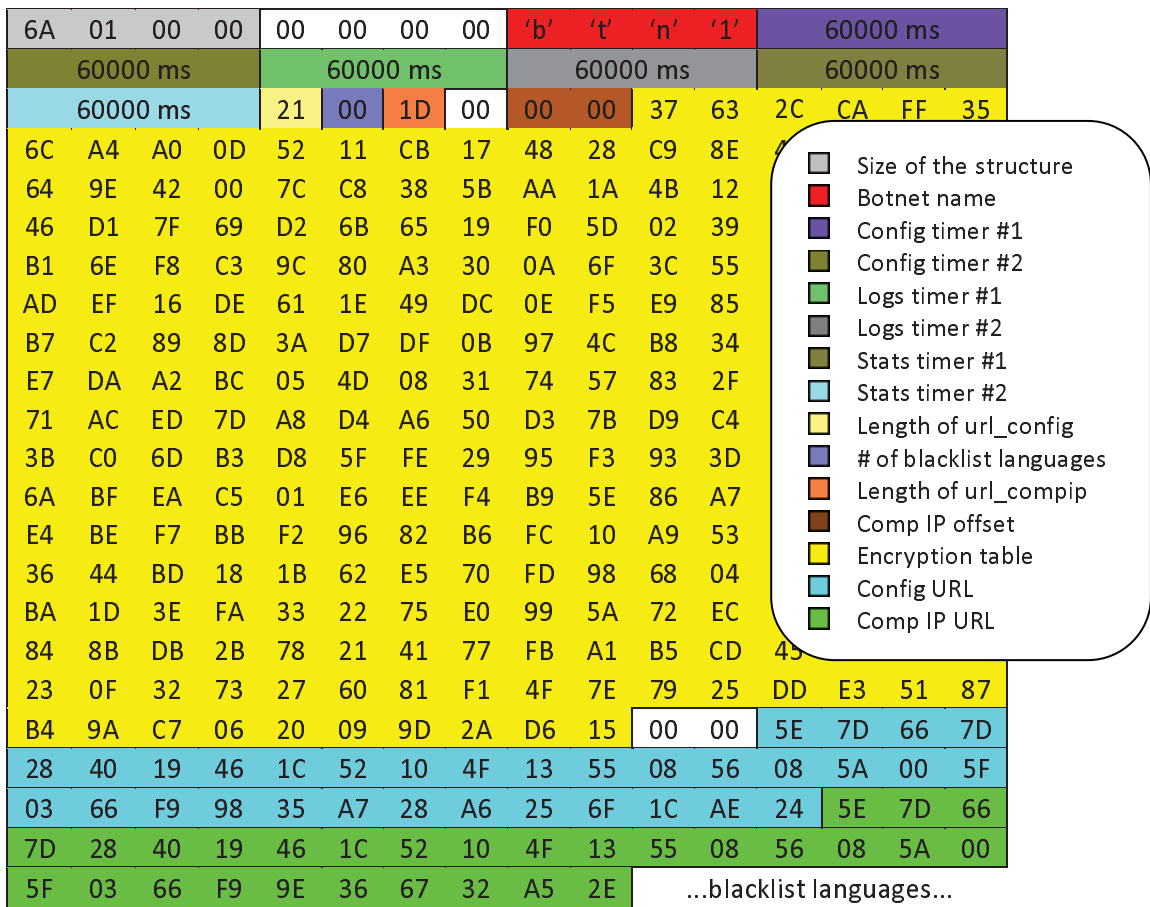 6A 01 00 00 00 00 00 00 ‘b’ ‘t’ ‘n’ ‘1’ 60000 ms
60000 ms 60000 ms 60000 ms 60000 ms
60000 ms 21 00 1D 00 00 00 37 63 2C CA FF 35
6C A4 A0 0D 52 11 CB 17 48 28 C9 8E
64 9E 42 00 7C C8 38 5B AA 1A 4B 12
46 D1 7F 69 D2 6B 65 19 F0 5D 02 39
B1 6E F8 C3 9C 80 A3 30 0A 6F 3C 55
AD EF 16 DE 61 1E 49 DC 0E F5 E9 85
B7 C2 89 8D 3A D7 DF 0B 97 4C B8 34
E7 DA A2 BC 05 4D 08 31 74 57 83 2F
71 AC ED 7D A8 D4 A6 50 D3 7B D9 C4
3B C0 6D B3 D8 5F FE 29 95 F3 93 3D
6A BF EA C5 01 E6 EE F4 B9 5E 86 A7
E4 BE F7 BB F2 96 82 B6 FC 10 A9 53
36 44 BD 18 1B 62 E5 70 FD 98 68 04
BA 1D 3E FA 33 22 75 E0 99 5A 72 EC
84 8B DB 2B 78 21 41 77 FB A1 B5 CD 45
23 0F 32 73 27 60 81 F1 4F 7E 79 25 DD E3 51 87
B4 9A C7 06 20 09 9D 2A D6 15 00 00 5E 7D 66 7D
28 40 19 46 1C 52 10 4F 13 55 08 56 08 5A 00 5F
03 66 F9 98 35 A7 28 A6 25 6F 1C AE 24 5E 7D 66
7D 28 40 19 46 1C 52 10 4F 13 55 08 56 08 5A 00
5F 03 66 F9 9E 36 67 32 A5 2E ...blacklist languages...
Size of the structure
Botnet name
Config timer #1
Config timer #2
Logs timer #1
Logs timer #2
Stats timer #1
Stats timer #2
Length of url_config
# of blacklist languages
Length of url_compip
Comp IP offset
Encryption table
Config URL
Comp IP URL